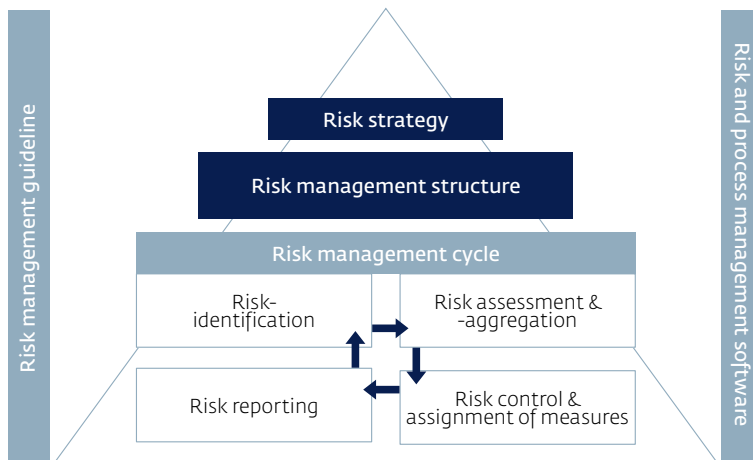 Risk management guideline
Risk strategy
Risk management structure
Risk management cycle
Risk-
identification
Risk assessment &
-aggregation
Risk reporting
Risk control &
assignment of measures
Risk and process management software